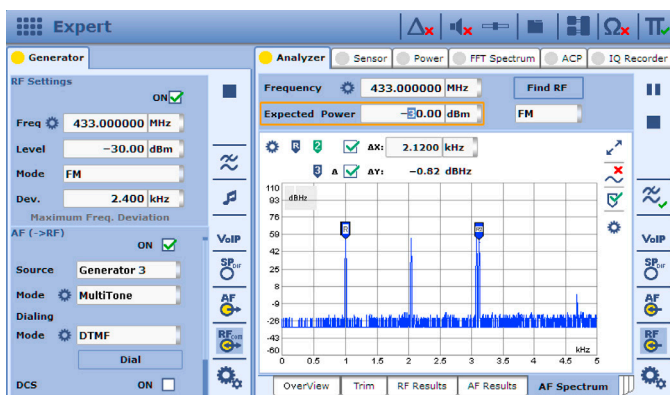 Expert
Generator
Analyzer Sensor Power FFT Spectrum ACP IQ Recorder
RF Settings
ON
Freq 433.000000 MHz
Level -30.00 dBm
Mode FM
Dev. 2.400 kHz
Maximum Freq. Deviation
AF (->RF)
ON
Source Generator 3
Mode MultiTone
Dialing
Mode DTMF
Dial
DCS ON
VoIP
SP
AF
RF
Frequency 433.000000 MHz Find RF
Expected Power -30.00 dBm FM
R 2 ΔX: 2.1200 kHz
3 A ΔY: -0.82 dBHz
110
93 dBHz
76
59
42
25
8
-9
-26
-43
-60 kHz
0 0.5 1 1.5 2 2.5 3 3.5 4 4.5 5
OverView Trim RF Results AF Results AF Spectrum
VoIP
SP
AF
RF